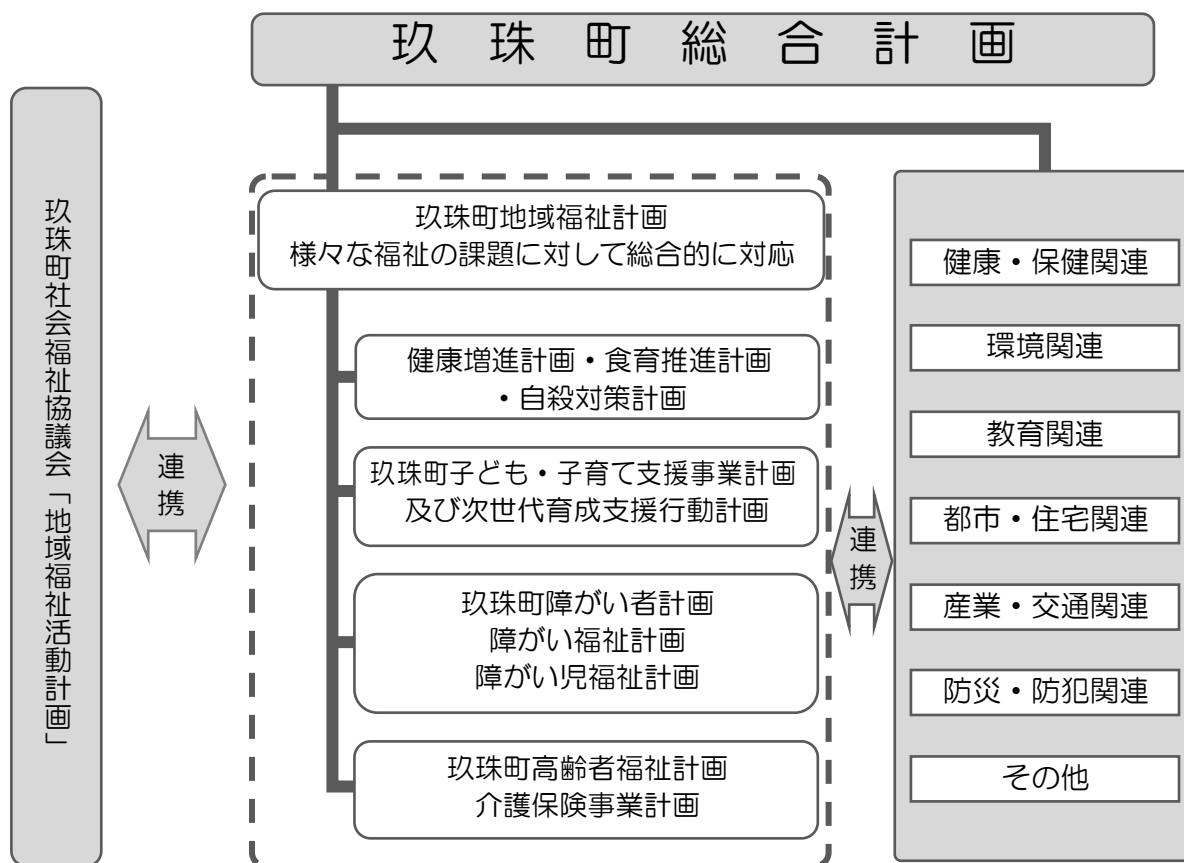 玖珠町総合計画
玖珠町社会福祉協議会「地域福祉活動計画」
連携
玖珠町地域福祉計画
様々な福祉の課題に対して総合的に対応
健康増進計画・食育推進計画
・自殺対策計画
玖珠町子ども・子育て支援事業計画
及び次世代育成支援行動計画
玖珠町障がい者計画
障がい福祉計画
障がい児福祉計画
玖珠町高齢者福祉計画
介護保険事業計画
連携
健康・保健関連
環境関連
教育関連
都市・住宅関連
産業・交通関連
防災・防犯関連
その他